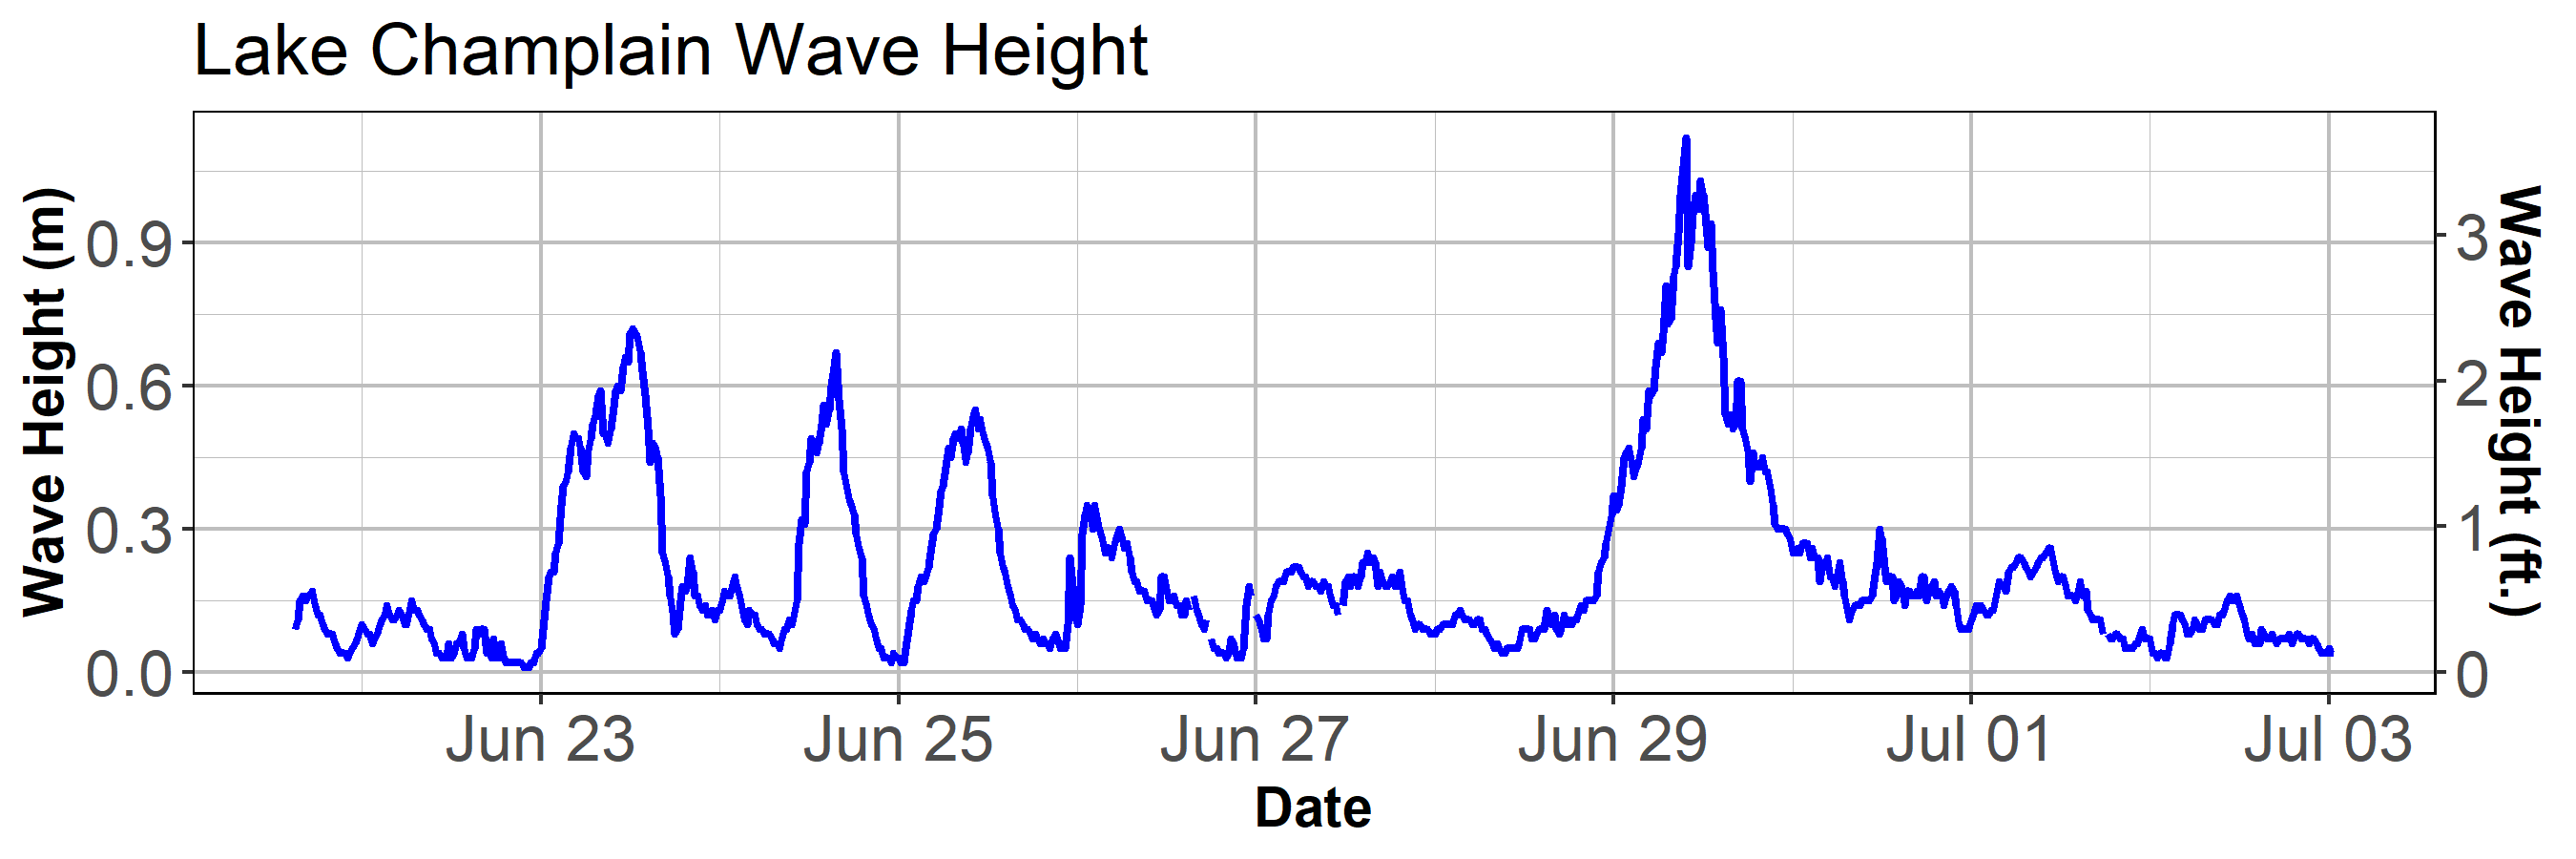 Lake Champlain Wave Height
Wave Height (m)
0.9
0.6
0.3
0.0
3
2
1
0
Wave Height (ft.)
Jun 23
Jun 25
Jun 27
Jun 29
Jul 01
Jul 03
Date